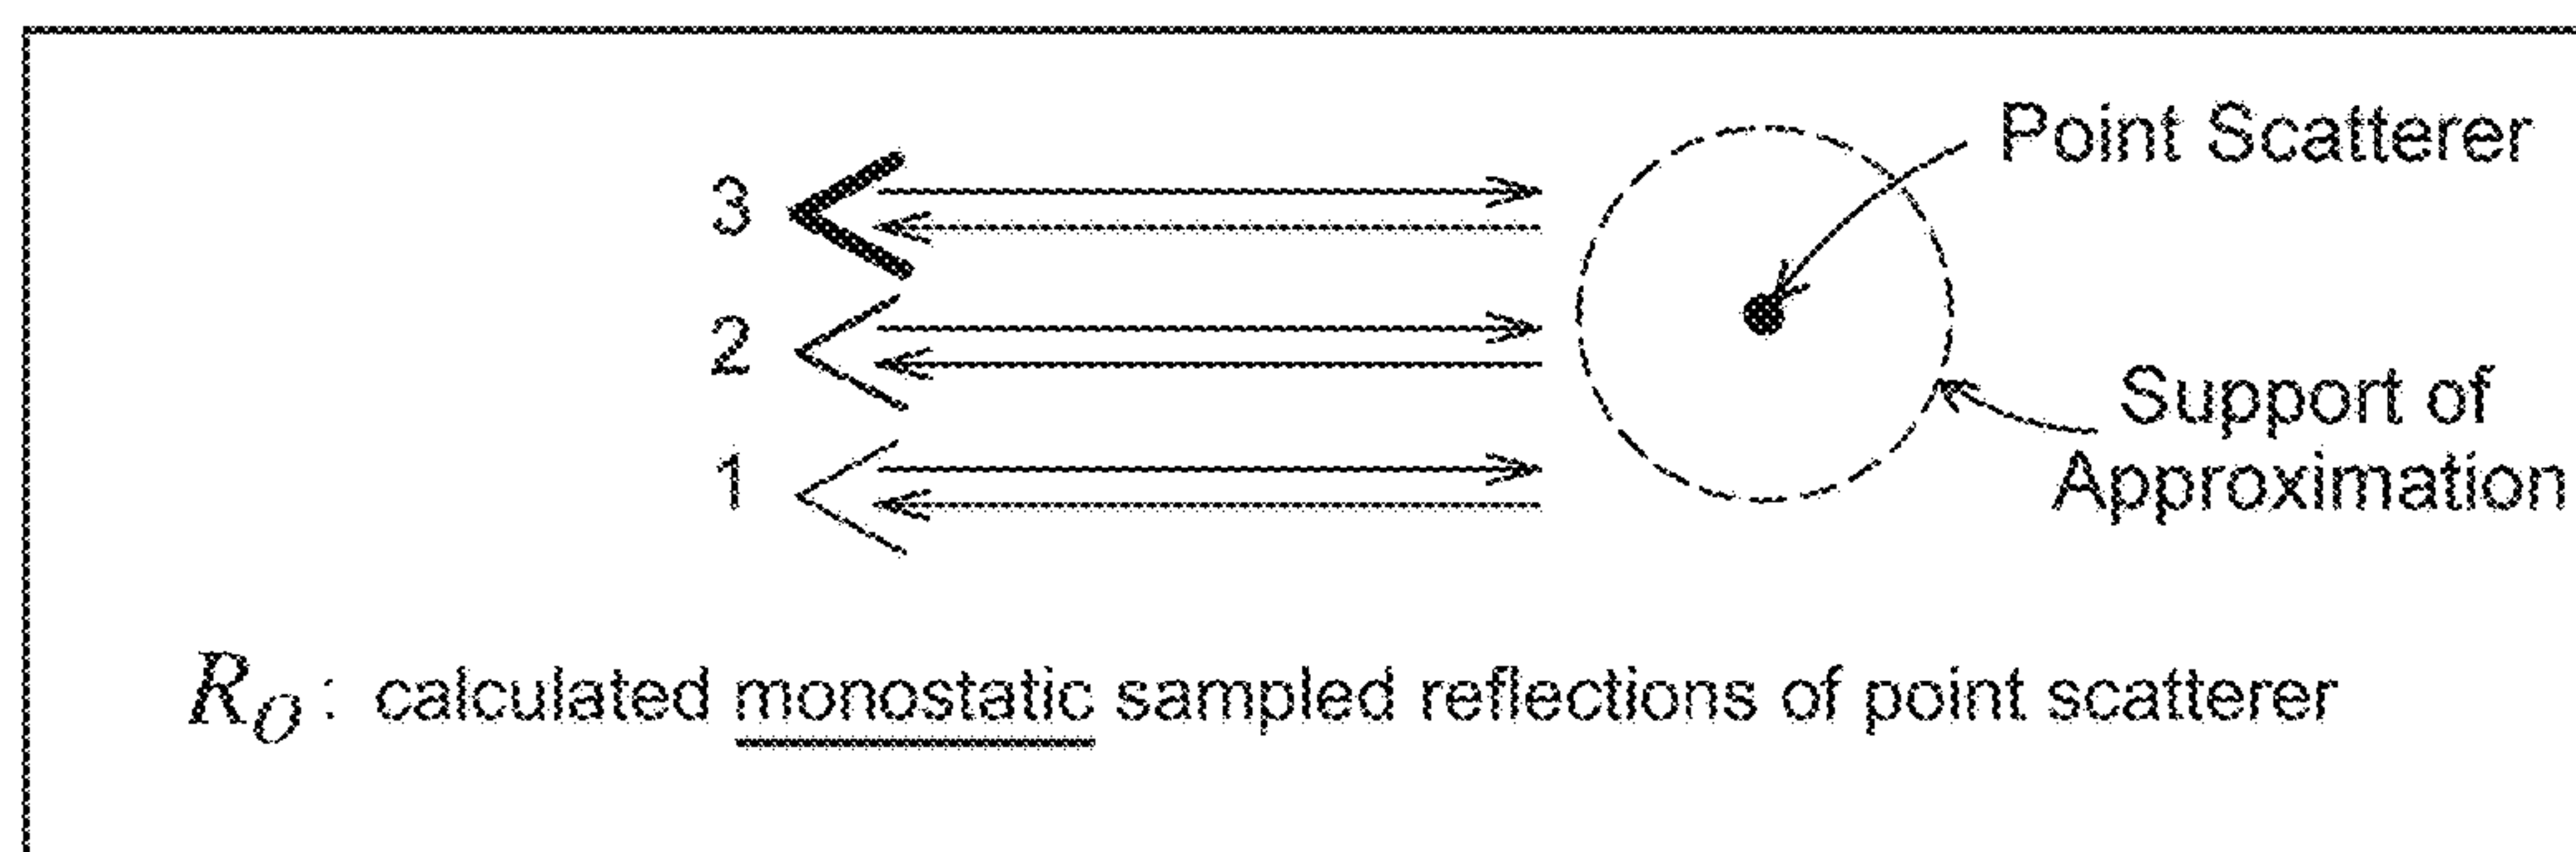 Point Scatterer
3
2
Support of
Approximation
1
R_O: calculated monostatic sampled reflections of point scatterer